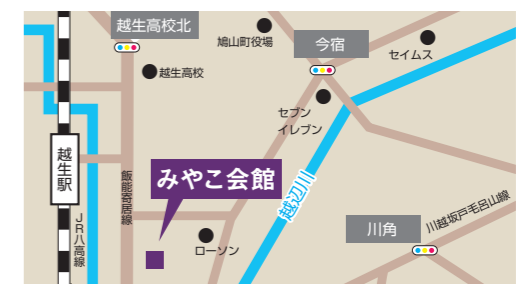 越生高校北
鳩山町役場
今宿
セイムス
越生高校
セブン
イレブン
越生駅
飯能寄居線
みやこ会館
越辺川
JR八高線
ローソン
川角
川越坂戸毛呂山線